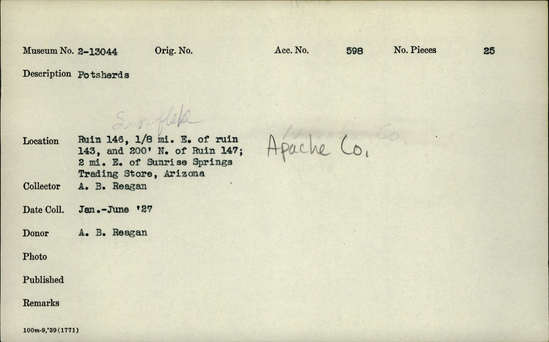 Museum No. 2-13044 Orig. No. Acc. No. 598 No. Pieces 25
Description Potsherds
Location Ruin 146, 1/8 mi. E. of ruin
143, and 200' N. of Ruin 147;
2 mi. E. of Sunrise Springs
Trading Store, Arizona
Apache Co.
Collector A. B. Reagan
Date Coll. Jan.-June '27
Donor A. B. Reagan
Photo
Published
Remarks
100m-9,'39(1771)